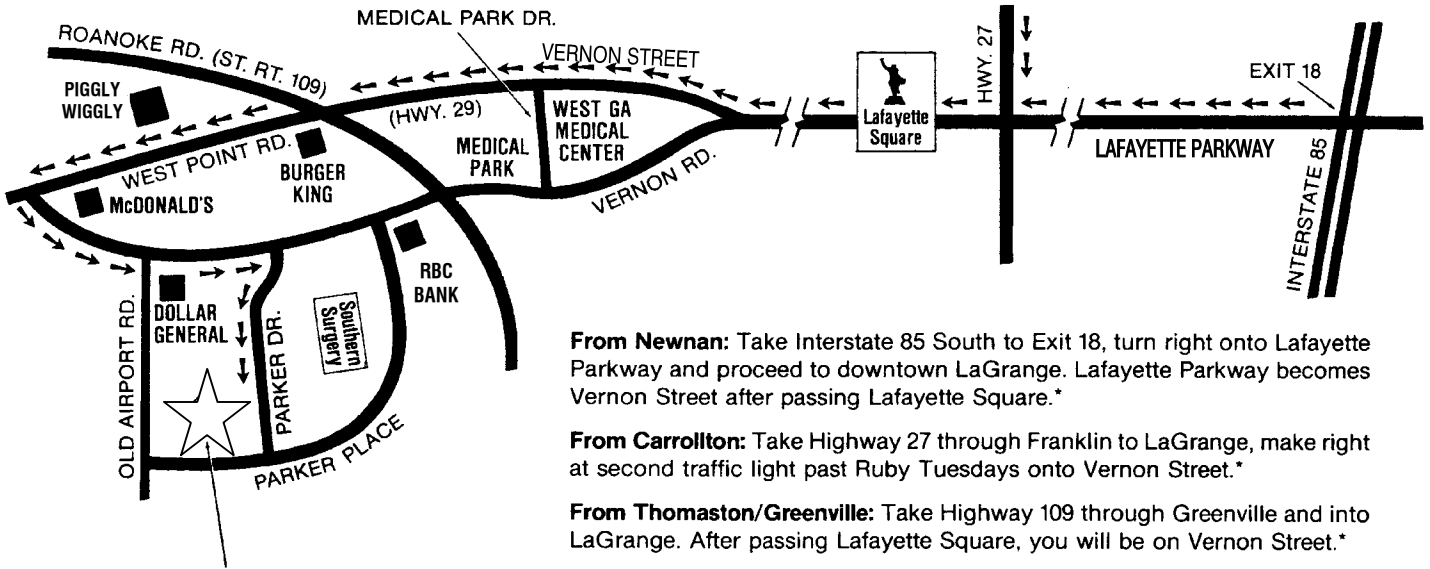 MEDICAL PARK DR.
ROANOKE RD. (ST. RT. 109)
VERNON STREET
HWY. 27
EXIT 18
PIGGLY
WIGGLY
(HWY. 29)
WEST GA
MEDICAL
CENTER
Lafayette
Square
LAFAYETTE PARKWAY
WEST POINT RD.
BURGER
KING
MEDICAL
PARK
VERNON RD.
INTERSTATE 85
McDONALD'S
RBC
BANK
DOLLAR
GENERAL
Southern
Surgery
OLD AIRPORT RD.
PARKER DR.
PARKER PLACE
From Newnan: Take Interstate 85 South to Exit 18, turn right onto Lafayette
Parkway and proceed to downtown LaGrange. Lafayette Parkway becomes
Vernon Street after passing Lafayette Square.*
From Carrollton: Take Highway 27 through Franklin to LaGrange, make right
at second traffic light past Ruby Tuesdays onto Vernon Street.*
From Thomaston/Greenville: Take Highway 109 through Greenville and into
LaGrange. After passing Lafayette Square, you will be on Vernon Street.*